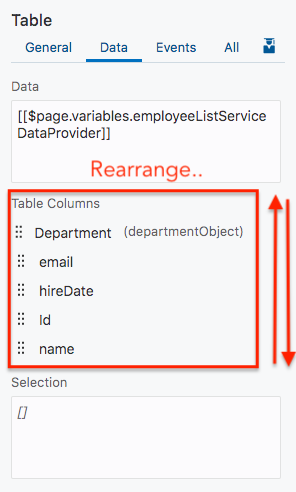 Table
General Data Events All
Data
[[$page.variables.employeeListService
DataProvider]]
Rearrange..
Table Columns
Department (departmentObject)
email
hireDate
Id
name
Selection
[]